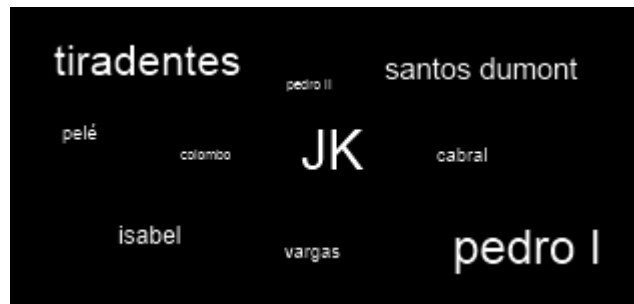 tiradentes
pedro II
santos dumont
pelé
colombo
JK
cabral
isabel
vargas
pedro I